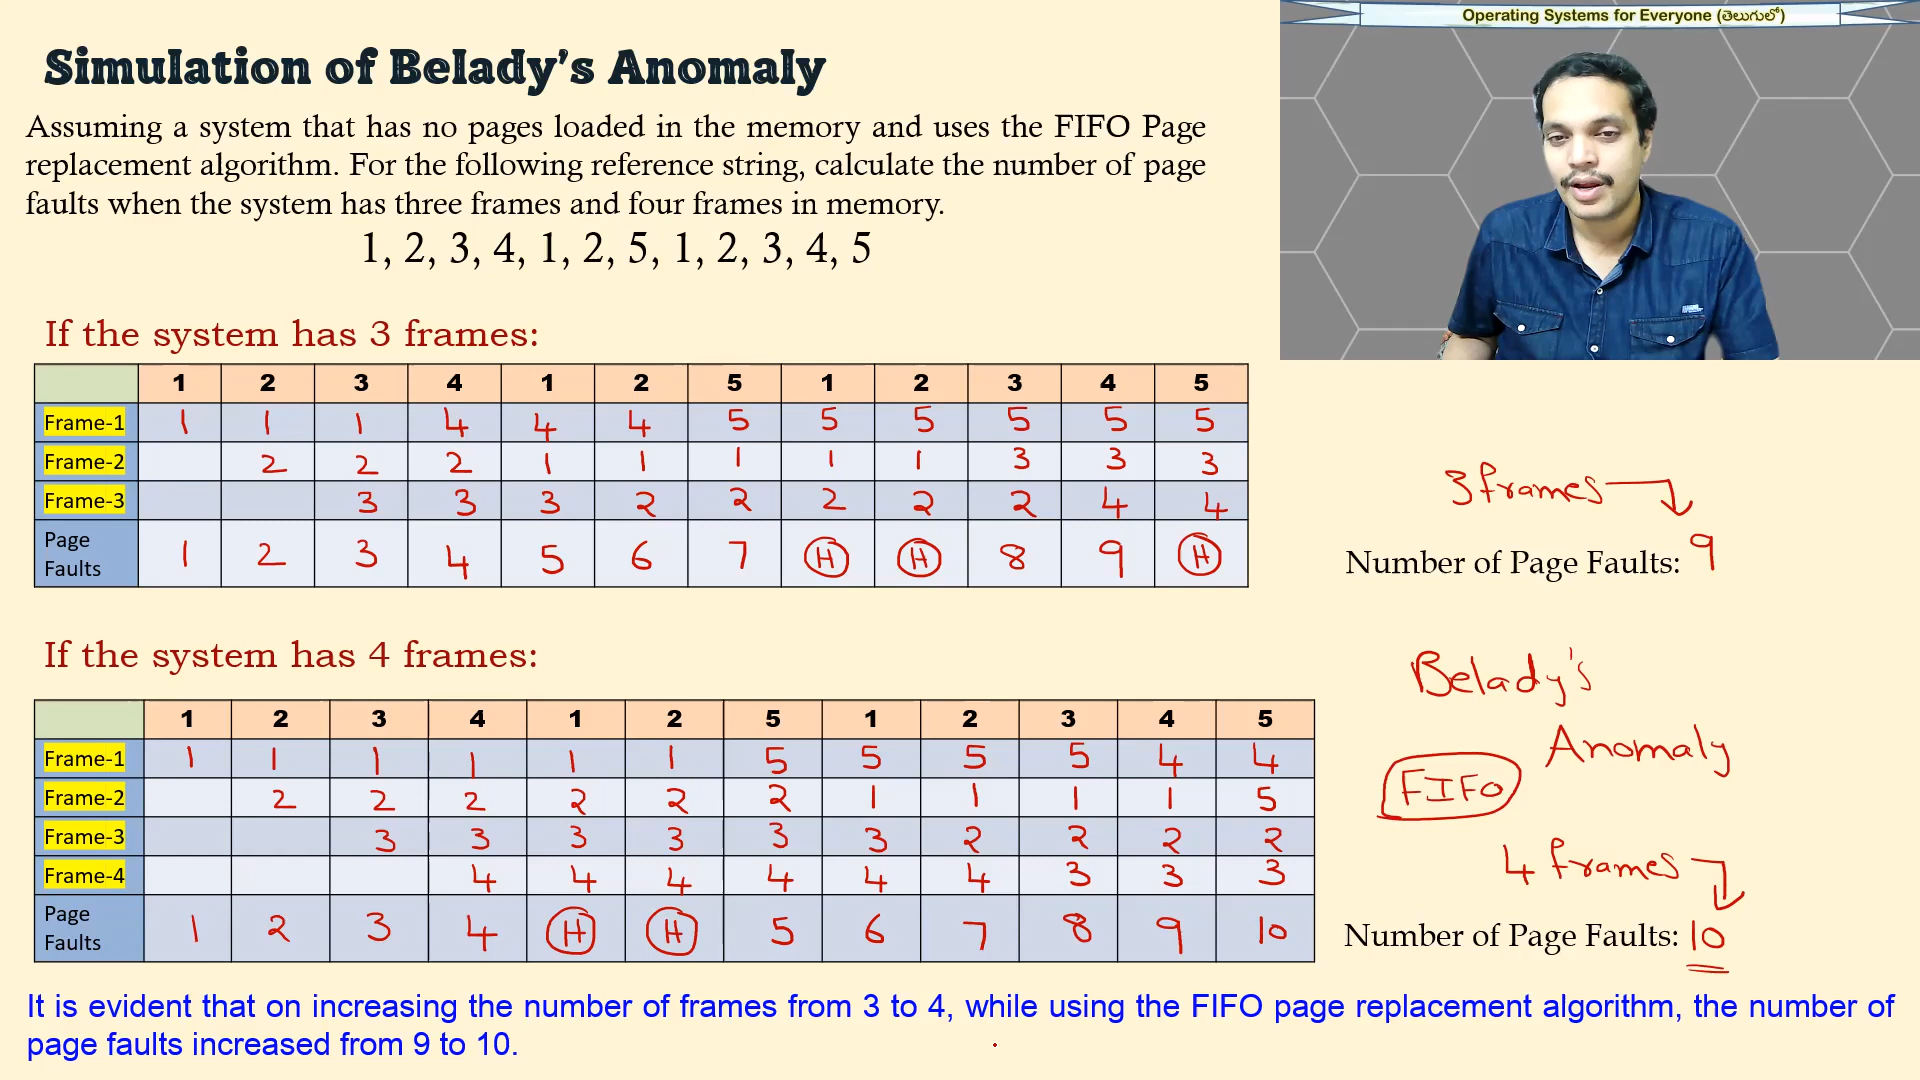 Operating Systems for Everyone (తెలుగులో)
Simulation of Belady's Anomaly
Assuming a system that has no pages loaded in the memory and uses the FIFO Page
replacement algorithm. For the following reference string, calculate the number of page
faults when the system has three frames and four frames in memory.
1, 2, 3, 4, 1, 2, 5, 1, 2, 3, 4, 5
If the system has 3 frames:
1 2 3 4 1 2 5 1 2 3 4 5
Frame-1 1 1 1 4 4 4 5 5 5 5 5 5
Frame-2 2 2 2 1 1 1 1 1 3 3 3
Frame-3 3 3 3 2 2 2 2 2 4 4
Page Faults 1 2 3 4 5 6 7 H H 8 9 H
3 frames
Number of Page Faults: 9
If the system has 4 frames:
1 2 3 4 1 2 5 1 2 3 4 5
Frame-1 1 1 1 1 1 1 5 5 5 5 4 4
Frame-2 2 2 2 2 2 2 1 1 1 1 5
Frame-3 3 3 3 3 3 3 2 2 2 2
Frame-4 4 4 4 4 4 4 3 3 3
Page Faults 1 2 3 4 H H 5 6 7 8 9 10
Belady's
Anomaly
FIFO
4 frames
Number of Page Faults: 10
It is evident that on increasing the number of frames from 3 to 4, while using the FIFO page replacement algorithm, the number of
page faults increased from 9 to 10.